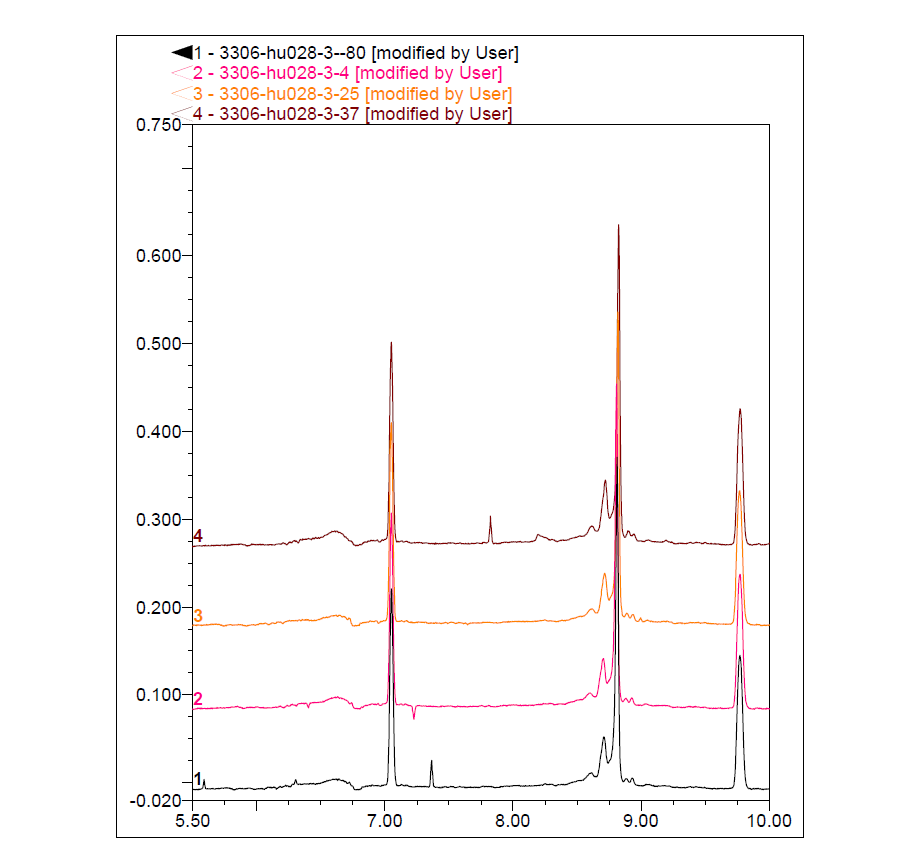 1 - 3306-hu028-3--80 [modified by User]
2 - 3306-hu028-3-4 [modified by User]
3 - 3306-hu028-3-25 [modified by User]
4 - 3306-hu028-3-37 [modified by User]
0.750
0.600
0.500
0.400
0.300
4
0.200
3
0.100
2
1
-0.020
5.50 7.00 8.00 9.00 10.00